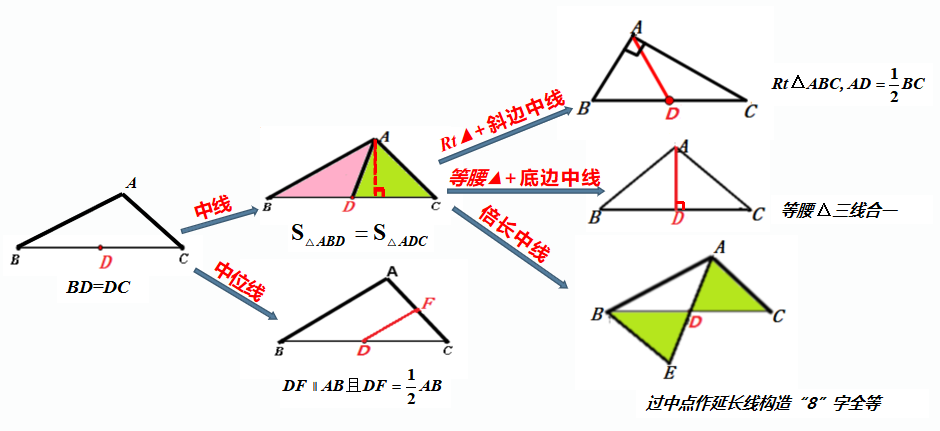 A
B
D
C
BD=DC
中线
中位线
A
B
D
C
S△ABD = S△ADC
A
F
B
D
C
DF ∥ AB且DF = 1/2 AB
Rt▲+斜边中线
等腰▲+底边中线
倍长中线
A
B
D
C
Rt△ABC, AD = 1/2 BC
A
B
D
C
等腰Δ三线合一
A
B
D
C
E
过中点作延长线构造“8”字全等